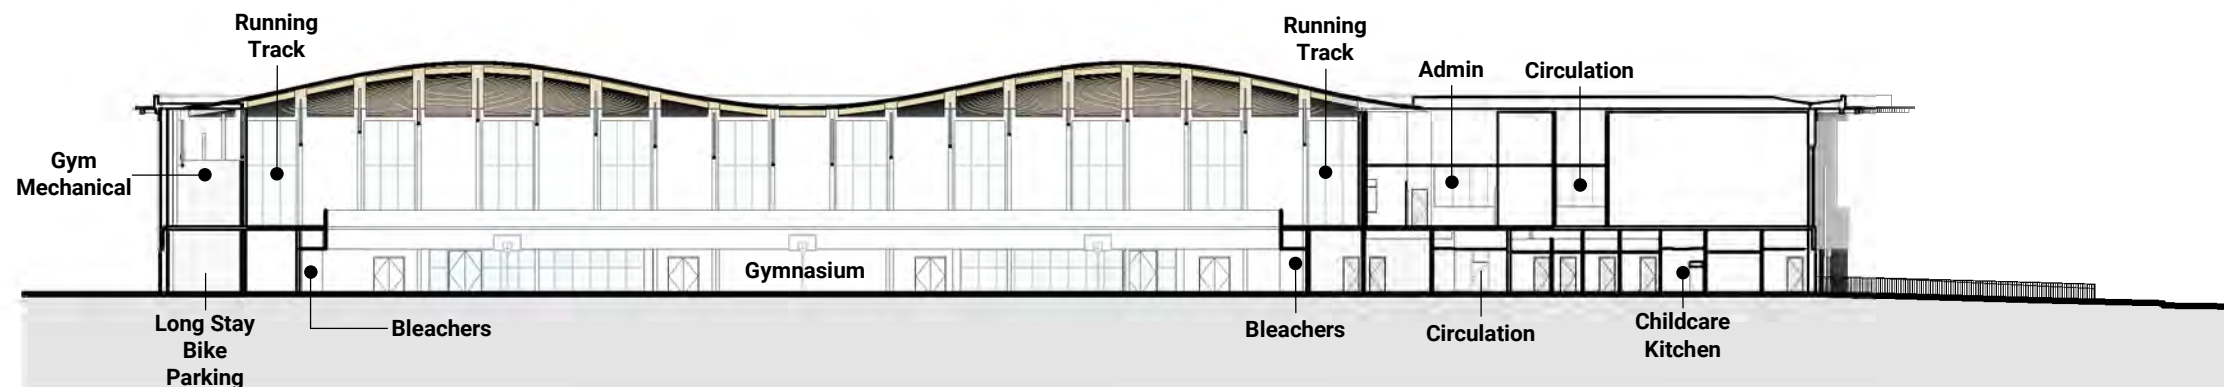 Running
Track
Running
Track
Admin
Circulation
Gym
Mechanical
Gymnasium
Long Stay
Bike
Parking
Bleachers
Bleachers
Circulation
Childcare
Kitchen